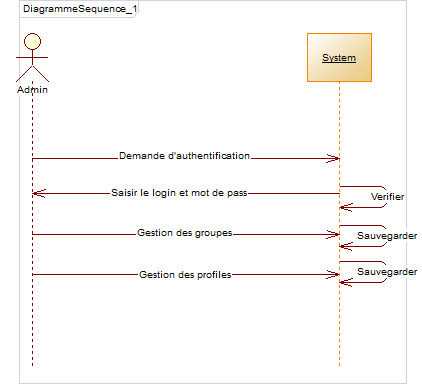 DiagrammeSequence_1
System
Admin
Demande d'authentification
Saisir le login et mot de pass
Verifier
Gestion des groupes
Sauvegarder
Gestion des profiles
Sauvegarder